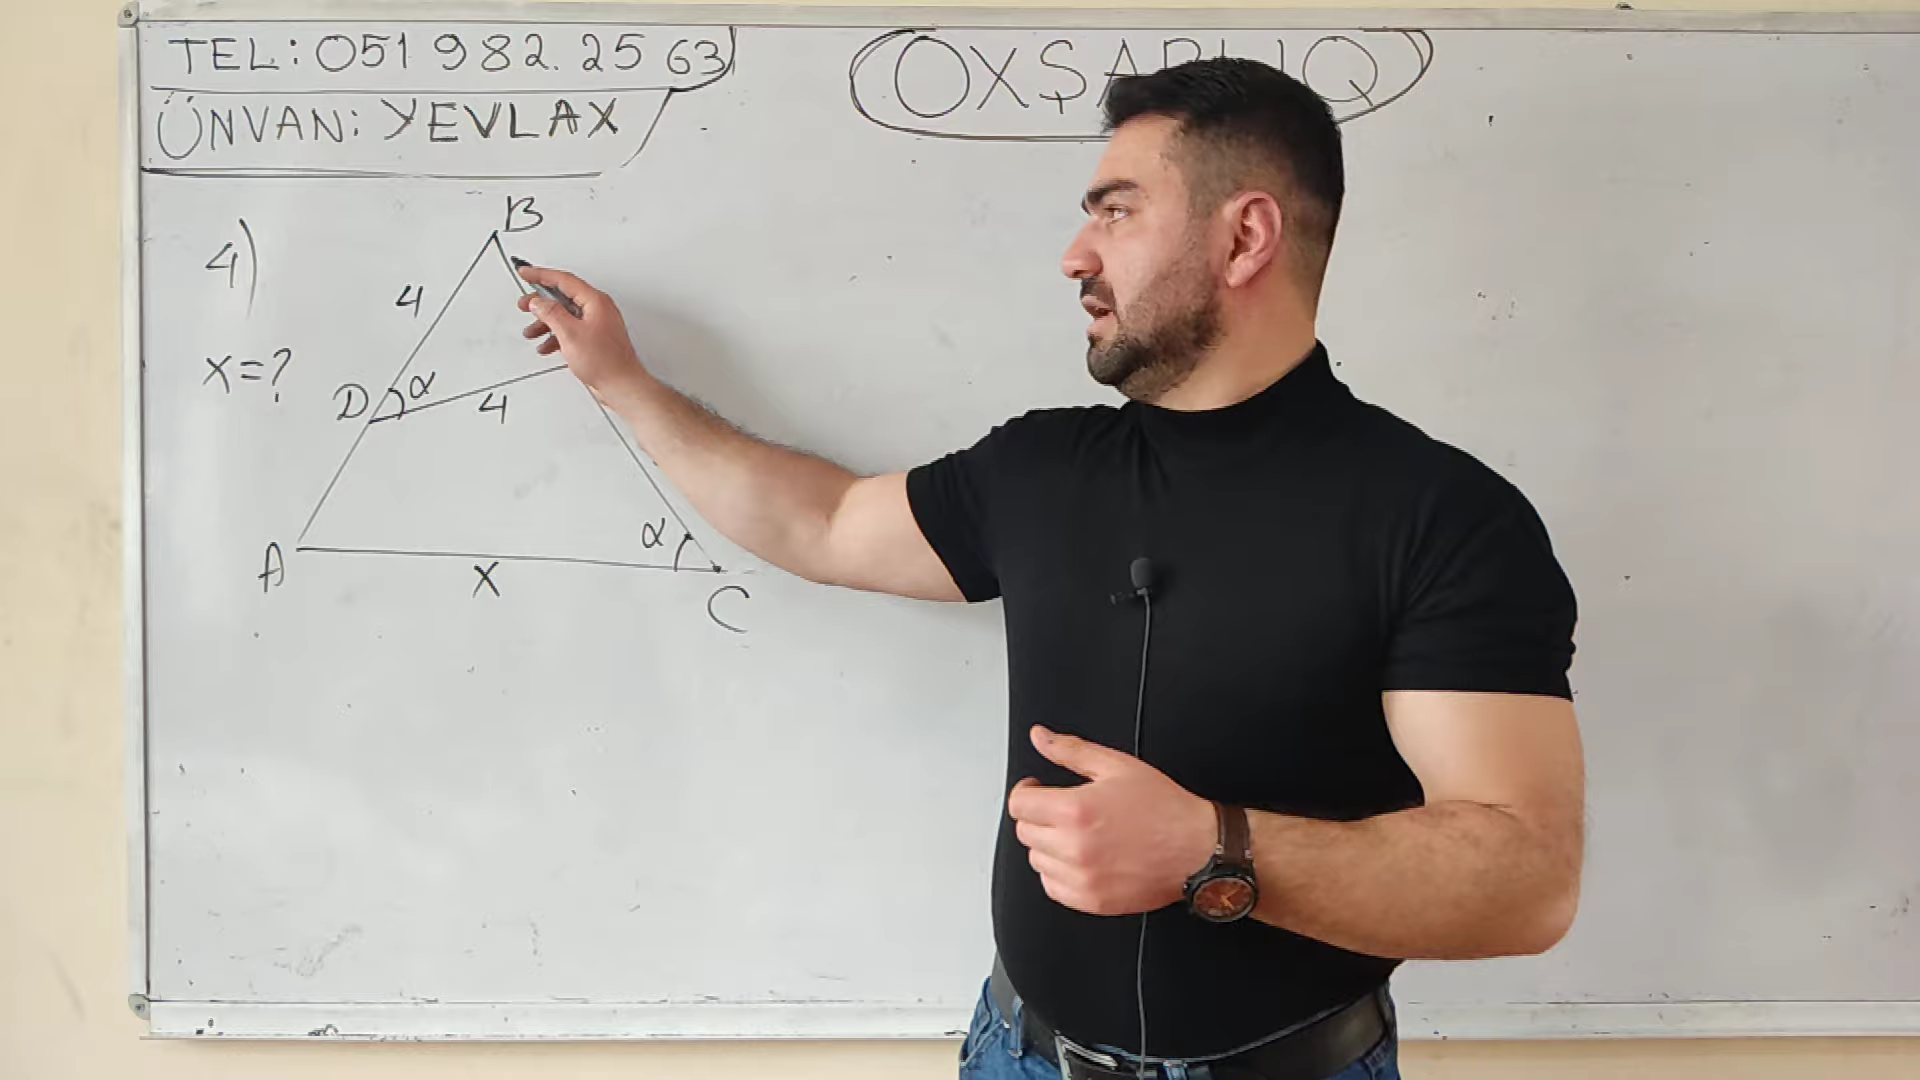 TEL: 051 982. 25 63
ÜNVAN: YEVLAX
4)
B
4
x=?
D
α
4
α
A
x
C